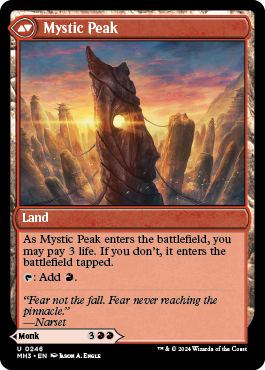 Mystic Peak
Land
As Mystic Peak enters the battlefield, you
may pay 3 life. If you don't, it enters the
battlefield tapped.
: Add .
"Fear not the fall. Fear never reaching the
pinnacle."
—Narset
Monk 3
U 0246
MH3 • EN Jason A. Engle
™ & © 2024 Wizards of the Coast